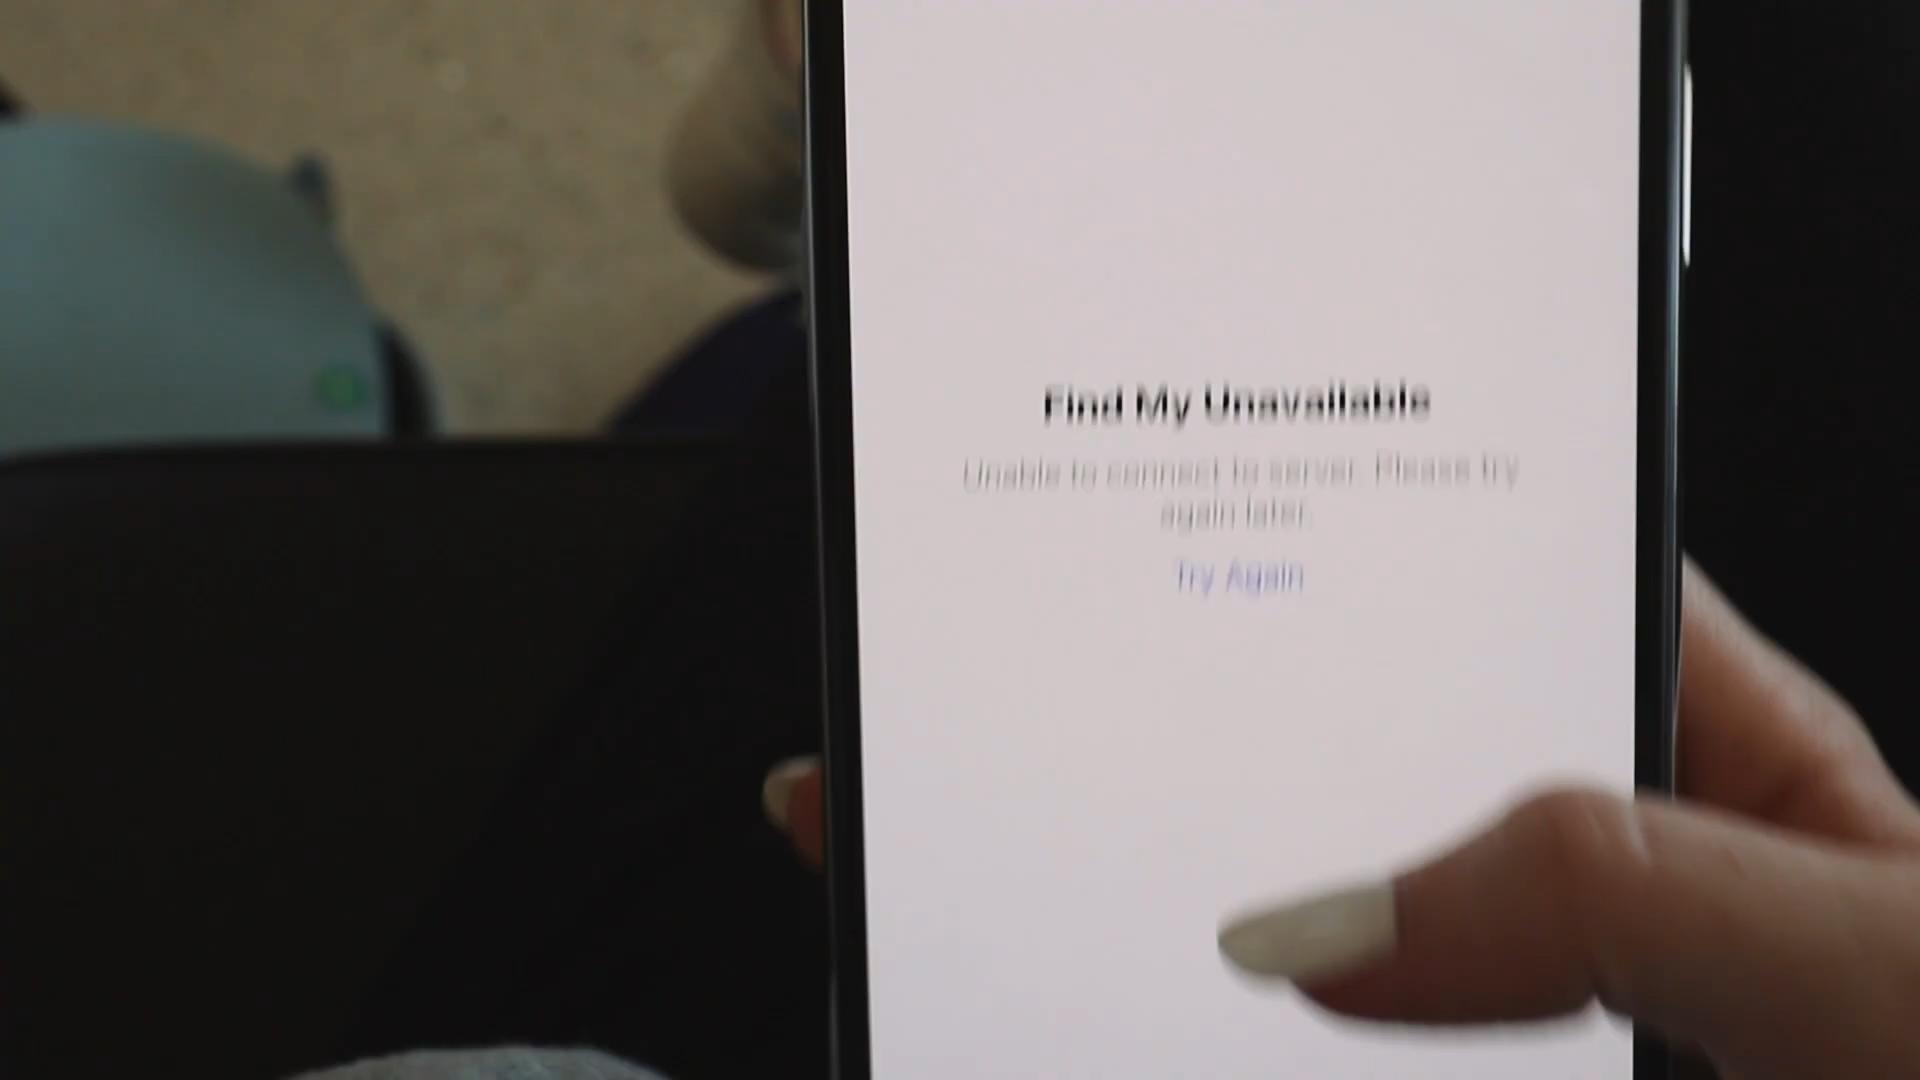 Find My Unavailable
Unable to connect to server. Please try
again later.
Try Again